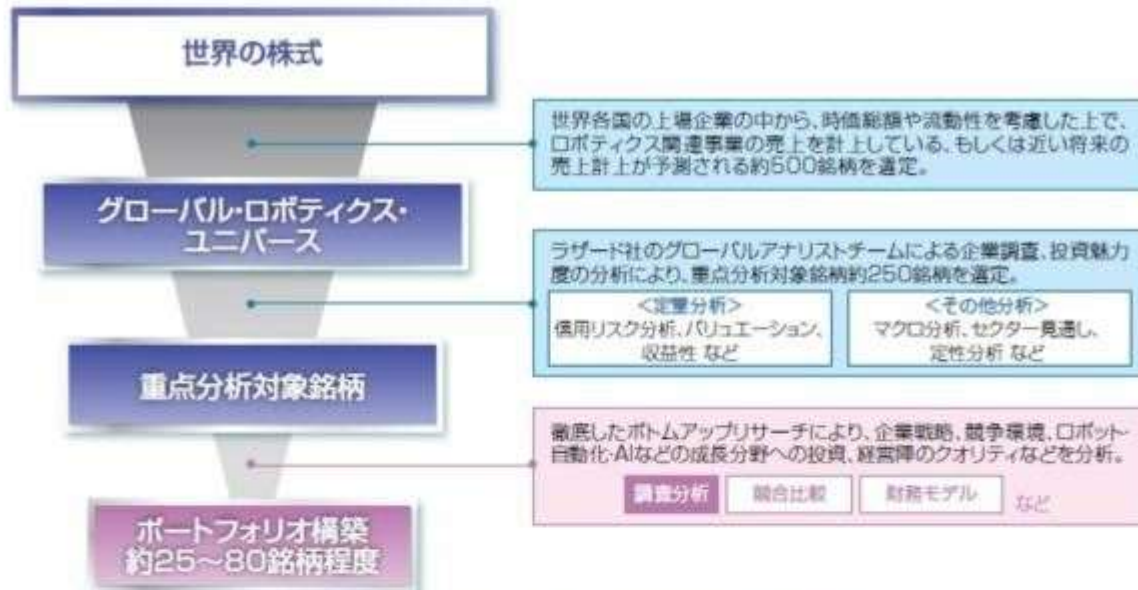 世界の株式
世界各国の上場企業の中から、時価総額や流動性を考慮した上で、
ロボティクス関連事業の売上を計上している、もしくは近い将来の
売上計上が予測される約500銘柄を選定。
グローバル・ロボティクス・
ユニバース
ラザード社のグローバルアナリストチームによる企業調査、投資魅力
度の分析により、重点分析対象銘柄約250銘柄を選定。
<定量分析>
信用リスク分析、バリュエーション、
収益性 など
<その他分析>
マクロ分析、セクター見通し、
定性分析 など
重点分析対象銘柄
徹底したボトムアップリサーチにより、企業戦略、競争環境、ロボット・
自動化・AIなどの成長分野への投資、経営陣のクオリティなどを分析。
調査分析
競合比較
財務モデル
など
ポートフォリオ構築
約25～80銘柄程度